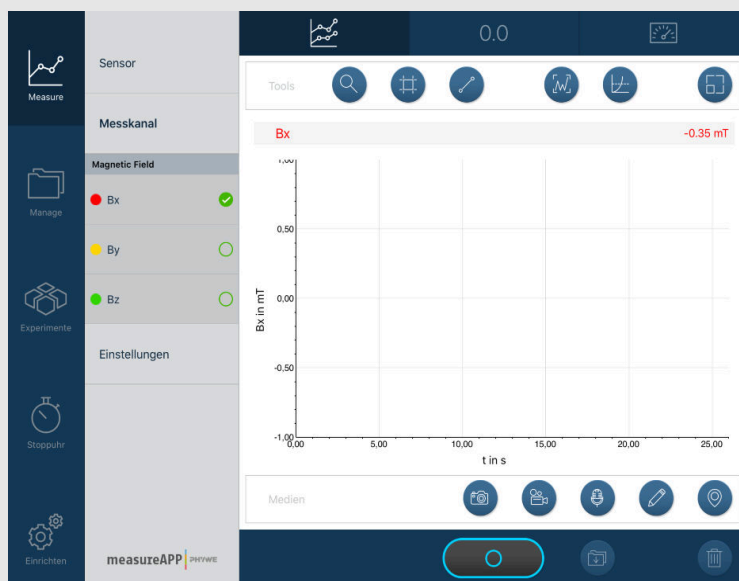 0.0
Measure
Manage
Experimente
Stoppuhr
Einrichten
Sensor
Messkanal
Magnetic Field
Bx
By
Bz
Einstellungen
measureAPP PHYWE
Tools
Bx -0.35 mT
1,00
0,50
0,00
-0,50
-1,00
Bx in mT
0,00 5,00 10,00 15,00 20,00 25,00
t in s
Medien